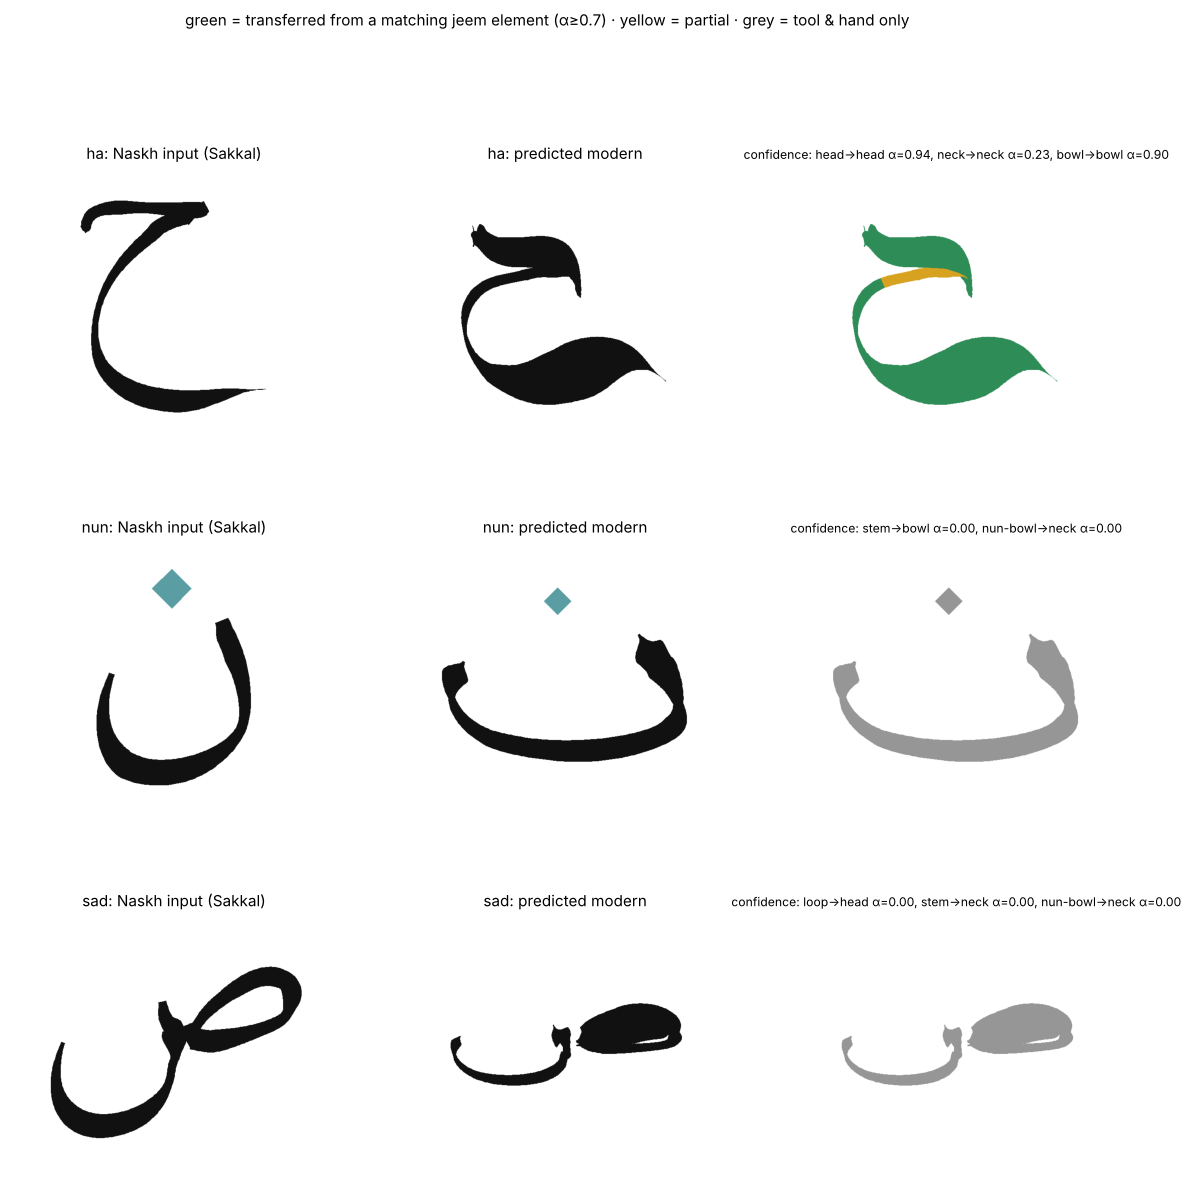 green = transferred from a matching jeem element (α≥0.7) · yellow = partial · grey = tool & hand only
ha: Naskh input (Sakkal)
ha: predicted modern
confidence: head→head α=0.94, neck→neck α=0.23, bowl→bowl α=0.90
ح
ح
ح
nun: Naskh input (Sakkal)
nun: predicted modern
confidence: stem→bowl α=0.00, nun-bowl→neck α=0.00
ن
ن
ن
sad: Naskh input (Sakkal)
sad: predicted modern
confidence: loop→head α=0.00, stem→neck α=0.00, nun-bowl→neck α=0.00
ص
ص
ص